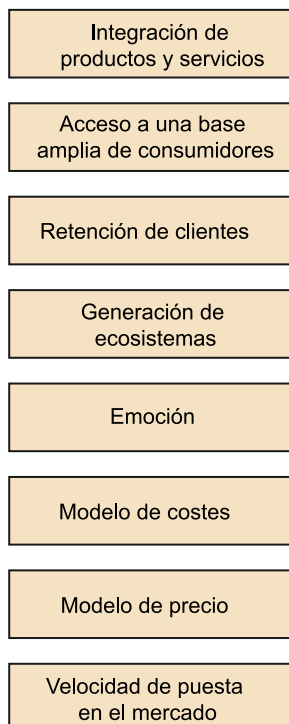 Integración de
productos y servicios
Acceso a una base
amplia de consumidores
Retención de clientes
Generación de
ecosistemas
Emoción
Modelo de costes
Modelo de precio
Velocidad de puesta
en el mercado